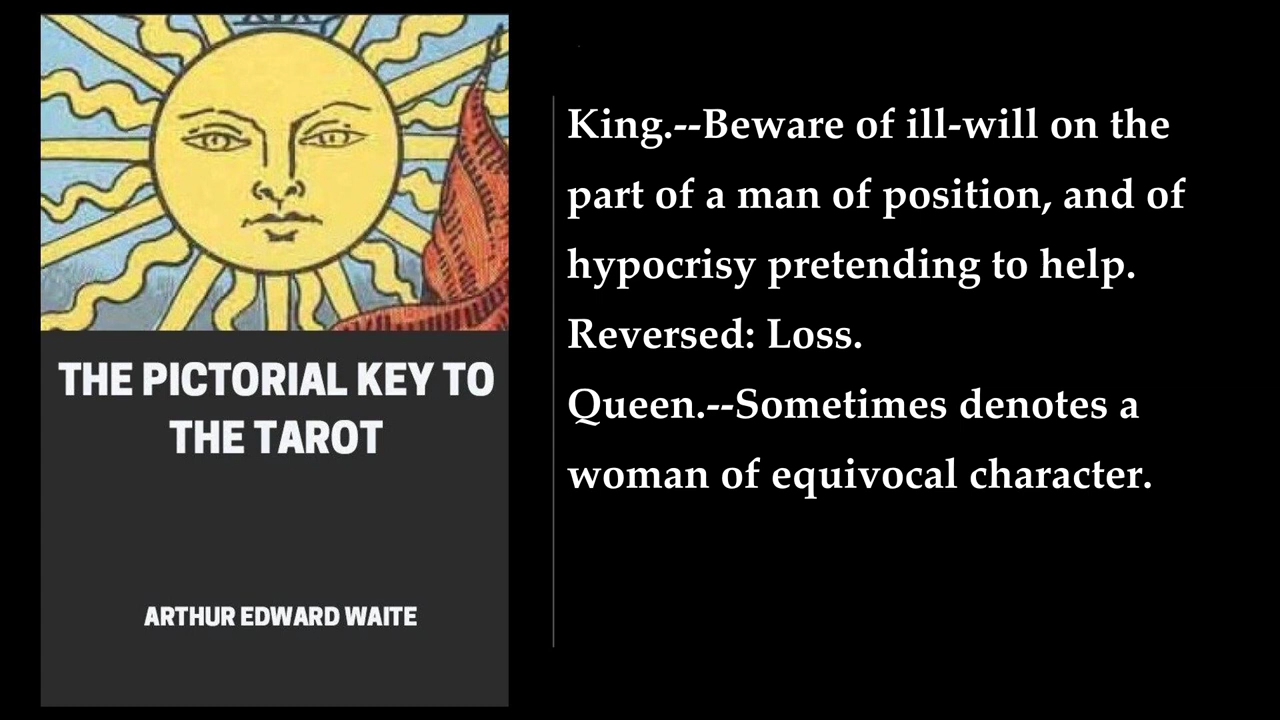 THE PICTORIAL KEY TO
THE TAROT
ARTHUR EDWARD WAITE
King.--Beware of ill-will on the
part of a man of position, and of
hypocrisy pretending to help.
Reversed: Loss.
Queen.--Sometimes denotes a
woman of equivocal character.